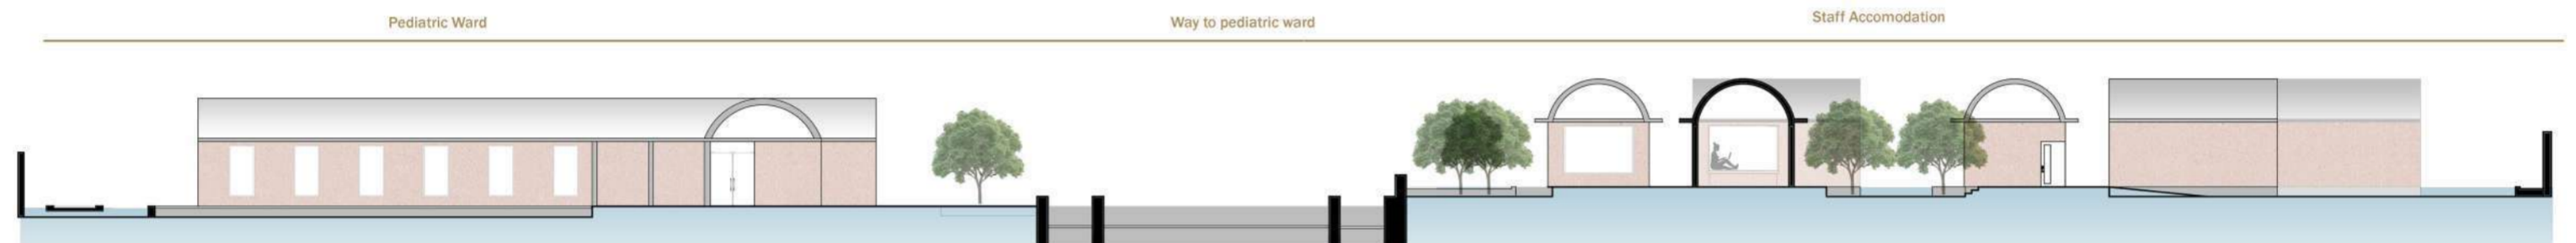 Pediatric Ward
Way to pediatric ward
Staff Accomodation